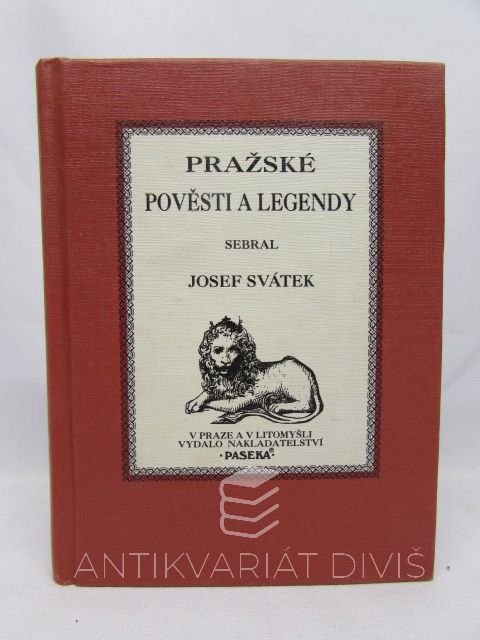 PRAŽSKÉ
POVĚSTI A LEGENDY
SEBRAL
JOSEF SVÁTEK
V PRAZE A V LITOMYŠLI
VYDALO NAKLADATELSTVÍ
· PASEKA® ·
ANTIKVARIÁT DIVIŠ